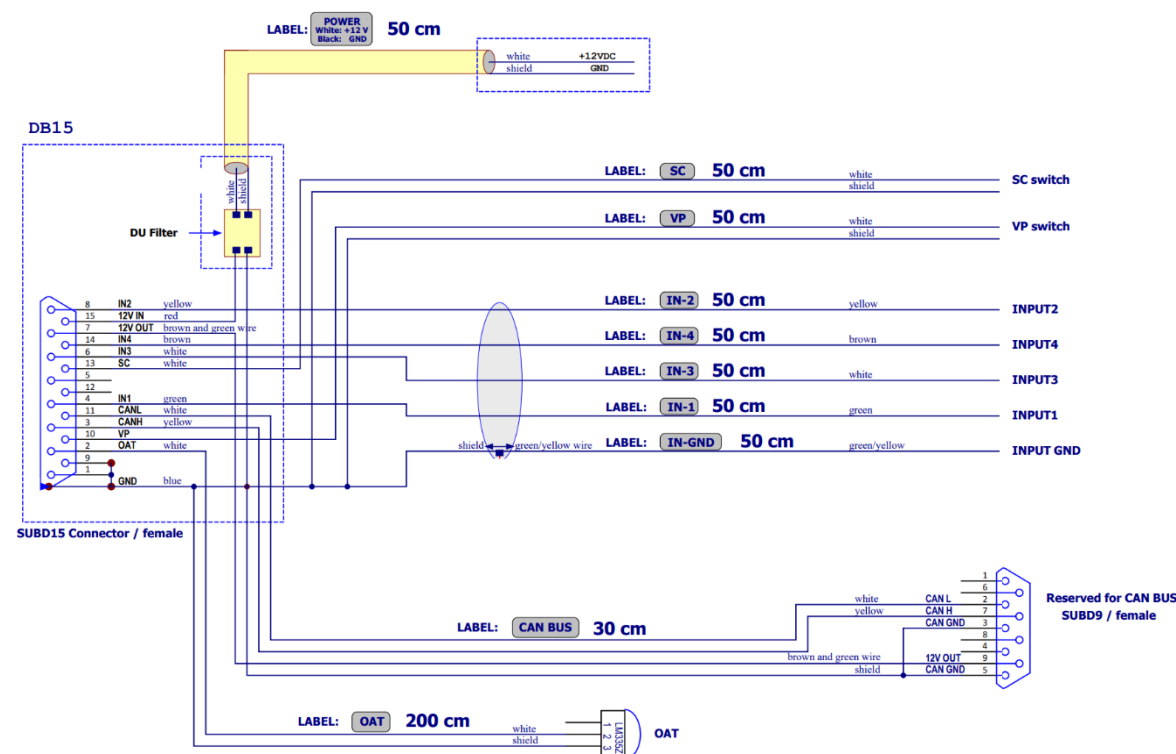 LABEL: POWER 50 cm
White: +12 V
Black: GND
white +12VDC
shield GND
DB15
white
shield
DU Filter
LABEL: SC 50 cm white SC switch
shield
LABEL: VP 50 cm white VP switch
shield
8 IN2 yellow LABEL: IN-2 50 cm yellow INPUT2
15 12V IN red
7 12V OUT brown and green wire
14 IN4 brown LABEL: IN-4 50 cm brown INPUT4
6 IN3 white
13 SC white LABEL: IN-3 50 cm white INPUT3
5
12
4 IN1 green LABEL: IN-1 50 cm green INPUT1
11 CANL white
3 CANH yellow
10 VP
2 OAT white shield green/yellow wire LABEL: IN-GND 50 cm green/yellow INPUT GND
9
1
GND blue
SUBD15 Connector / female
1
6
white CAN L 2
yellow CAN H 7
CAN GND 3
8
4
brown and green wire 12V OUT 9
shield CAN GND 5
Reserved for CAN BUS
SUBD9 / female
LABEL: CAN BUS 30 cm
LABEL: OAT 200 cm white
shield
1 2 3
LM335Z
OAT